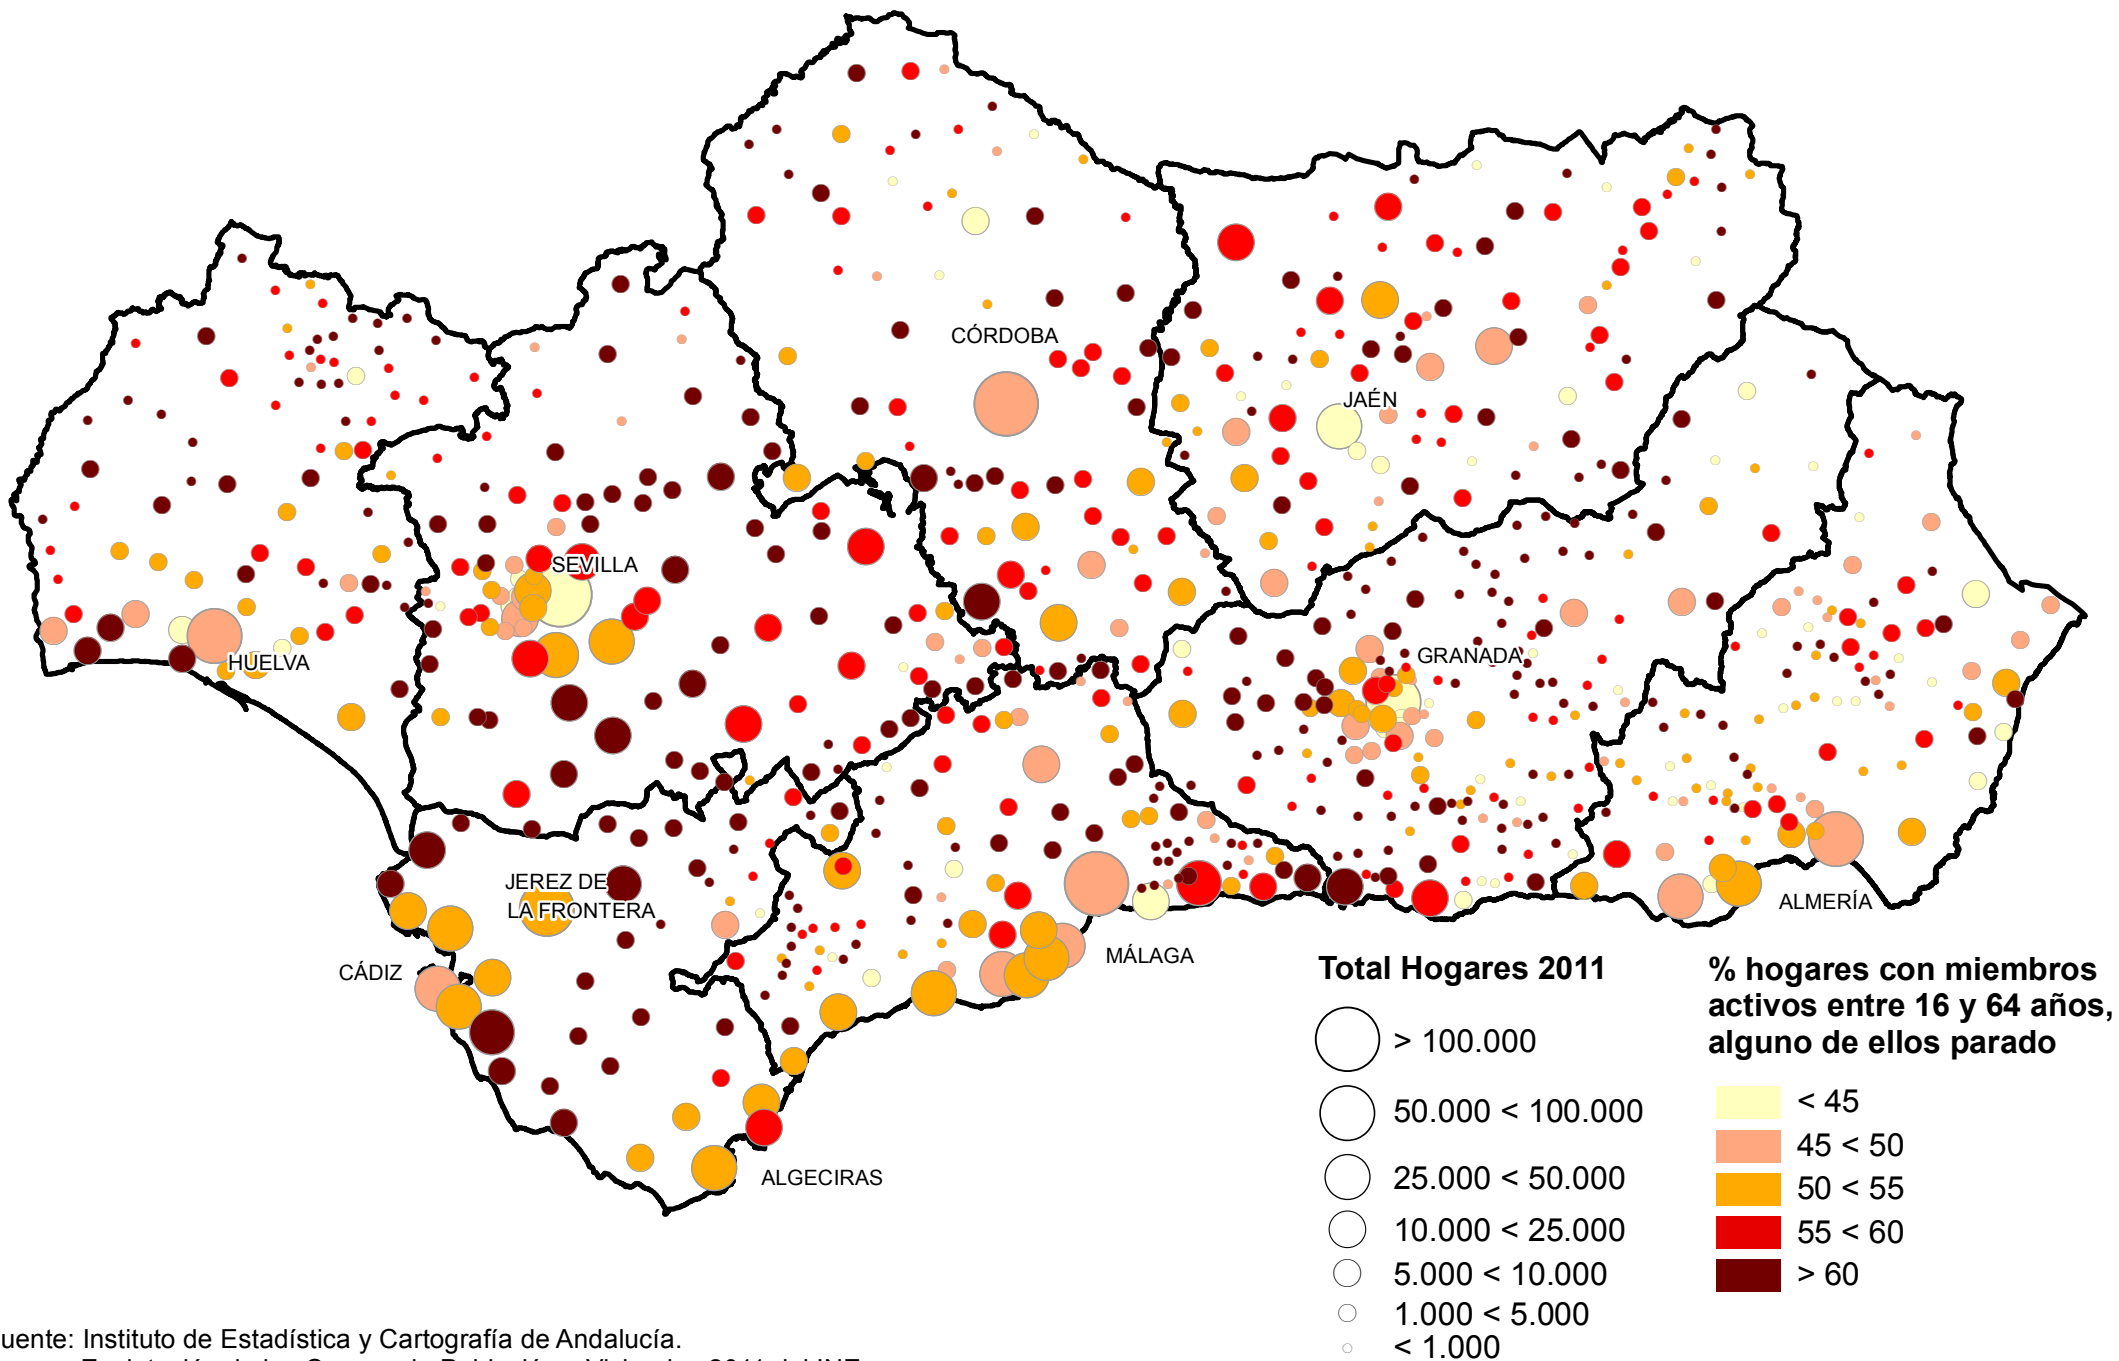 CÓRDOBA
JAÉN
SEVILLA
HUELVA
GRANADA
JEREZ DE
LA FRONTERA
ALMERÍA
CÁDIZ
MÁLAGA
ALGECIRAS
Total Hogares 2011
> 100.000
50.000 < 100.000
25.000 < 50.000
10.000 < 25.000
5.000 < 10.000
1.000 < 5.000
< 1.000
% hogares con miembros
activos entre 16 y 64 años,
alguno de ellos parado
< 45
45 < 50
50 < 55
55 < 60
> 60
uente: Instituto de Estadística y Cartografía de Andalucía.